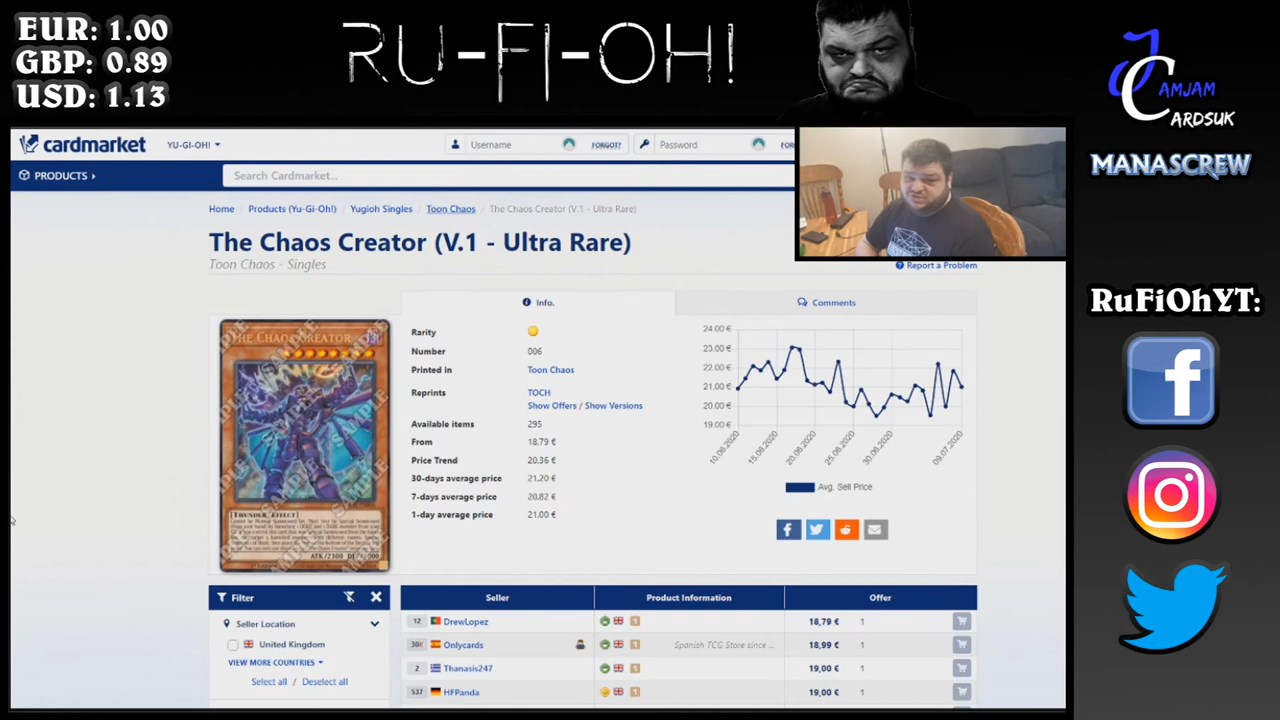 EUR: 1.00
GBP: 0.89
USD: 1.13
RU-FI-OH!
JAMJAM
CARDSUK
MANASCREW
RuFiOhYT:
cardmarket
YU-GI-OH!
Username
FORGOT?
Password
FOR
PRODUCTS
Search Cardmarket...
Home
Products (Yu-Gi-Oh!)
Yugioh Singles
Toon Chaos
The Chaos Creator (V.1 - Ultra Rare)
The Chaos Creator (V.1 - Ultra Rare)
Toon Chaos - Singles
Report a Problem
Info.
Comments
THE CHAOS CREATOR
SAMPLE
[THUNDER/EFFECT]
Rarity
Number 006
Printed in Toon Chaos
Reprints TOCH
Show Offers / Show Versions
Available items 295
From 18,79 €
Price Trend 20,36 €
30-days average price 21,20 €
7-days average price 20,82 €
1-day average price 21,00 €
24.00 €
23.00 €
22.00 €
21.00 €
20.00 €
19.00 €
10.06.2020
15.06.2020
20.06.2020
25.06.2020
30.06.2020
09.07.2020
Avg. Sell Price
Filter
Seller Location
United Kingdom
VIEW MORE COUNTRIES
Select all / Deselect all
Seller Product Information Offer
12 DrewLopez 18,79 € 1
30K Onlycards Spanish TCG Store since ... 18,99 € 1
2 Thanasis247 19,00 € 1
537 HFPanda 19,00 € 1